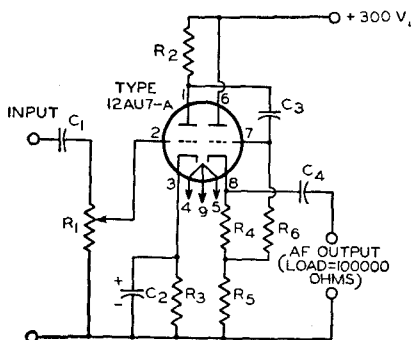 + 300 V.
R2
TYPE
12AU7-A
1
6
C3
INPUT
C1
2
7
C4
3
8
4
9
5
R1
R4
R6
AF OUTPUT
(LOAD=100000
OHMS)
+
C2
-
R3
R5